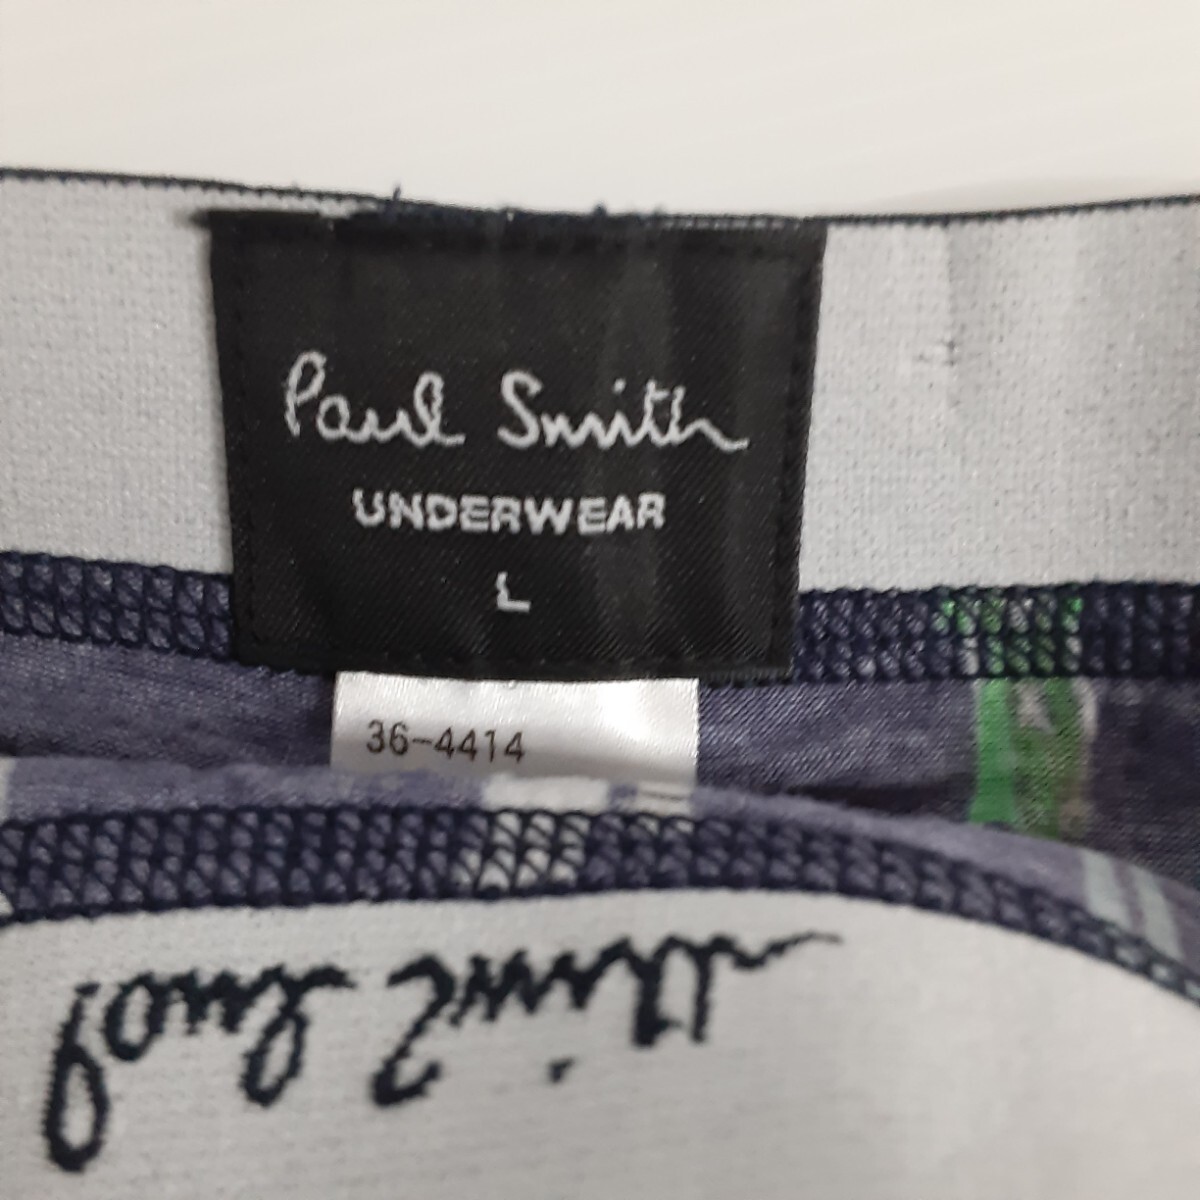 Paul Smith
UNDERWEAR
L
36-4414